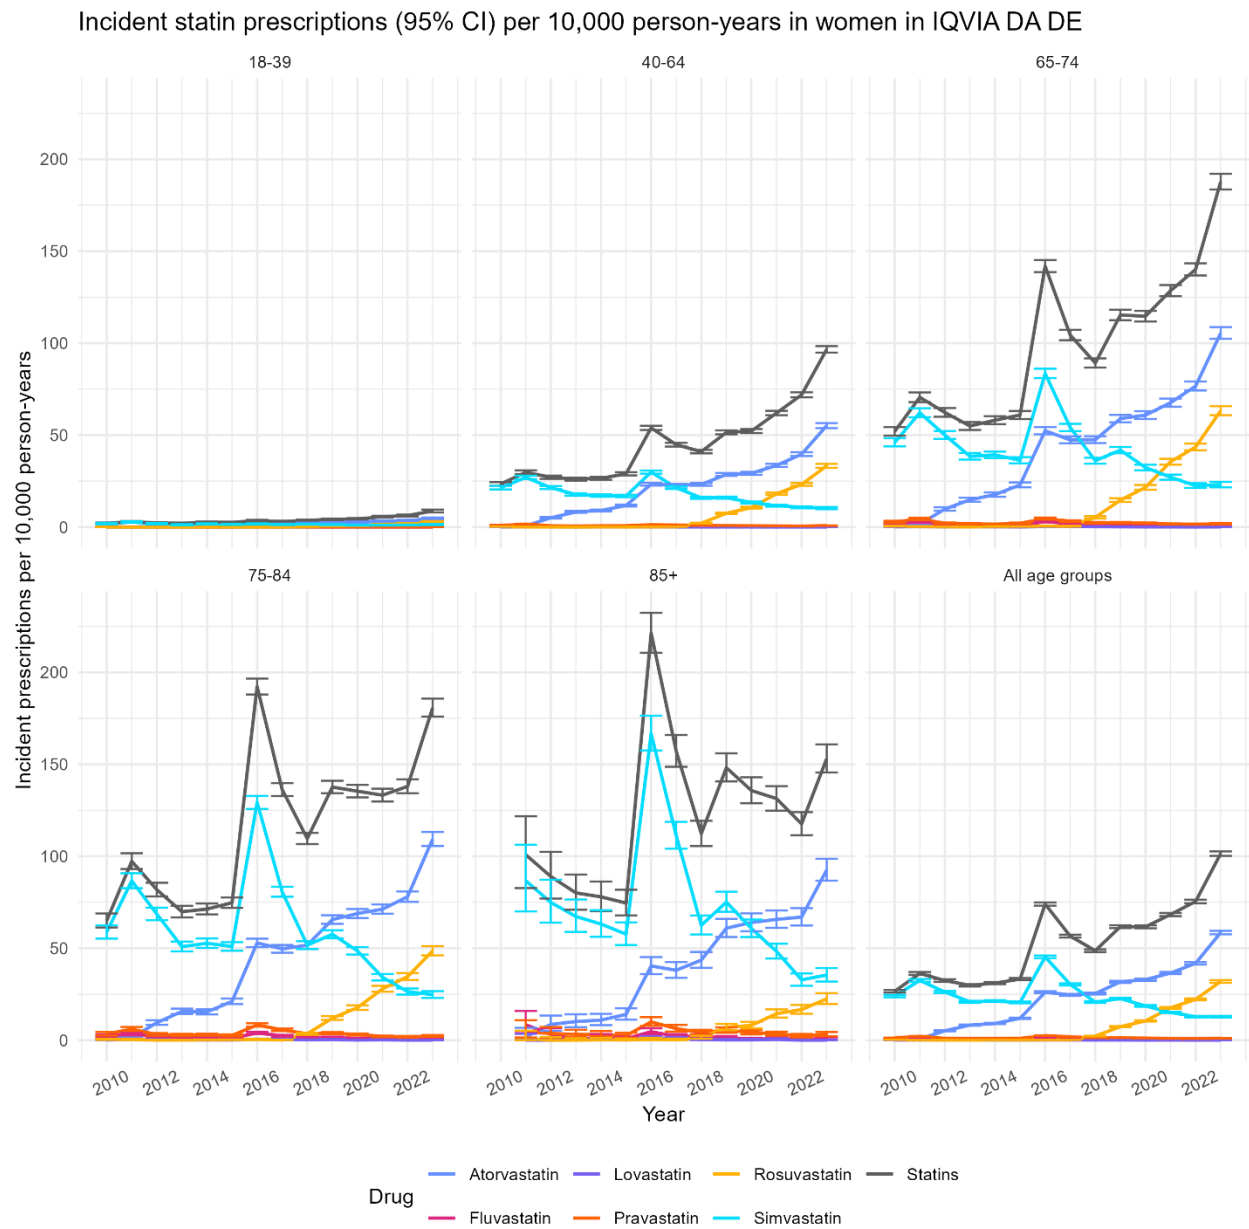 Incident statin prescriptions (95% CI) per 10,000 person-years in women in IQVIA DA DE
18-39 40-64 65-74
200
150
100
50
0
Incident prescriptions per 10,000 person-years
75-84 85+ All age groups
200
150
100
50
0
2010 2012 2014 2016 2018 2020 2022 2010 2012 2014 2016 2018 2020 2022 2010 2012 2014 2016 2018 2020 2022
Year
Drug
Atorvastatin Lovastatin Rosuvastatin Statins
Fluvastatin Pravastatin Simvastatin